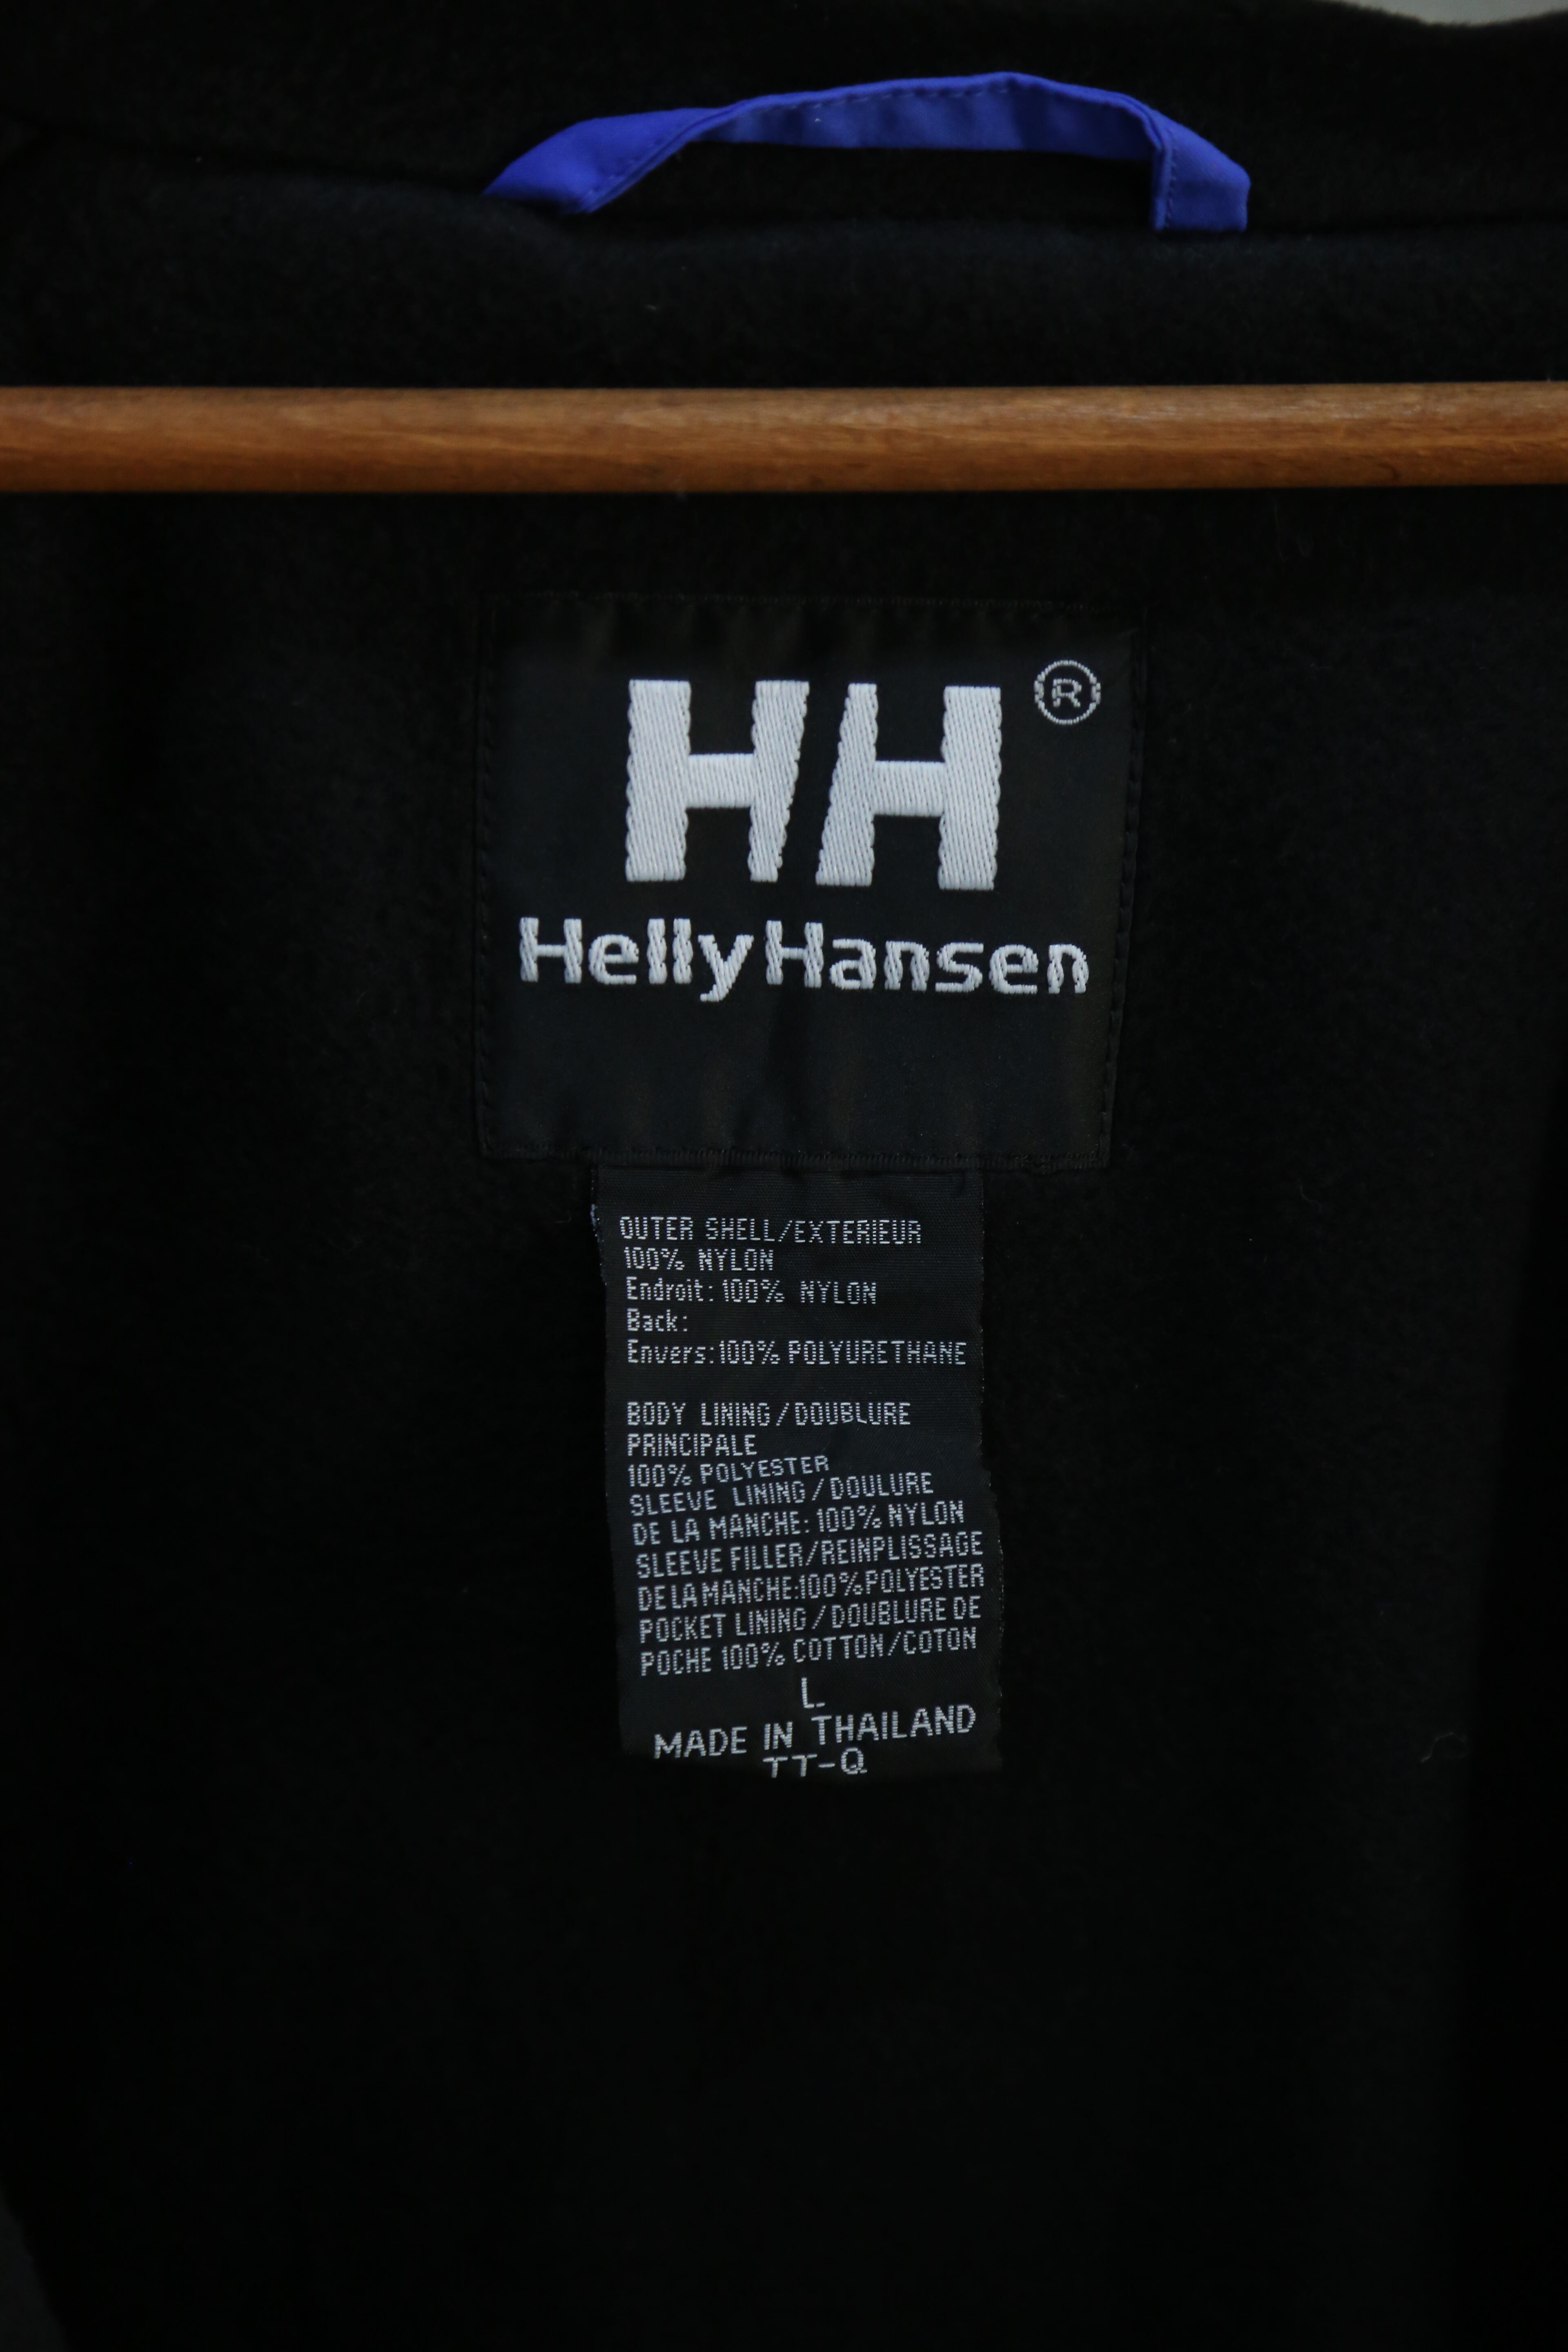 HH ®
Helly Hansen
OUTER SHELL/EXTERIEUR
100% NYLON
Endroit: 100% NYLON
Back:
Envers:100% POLYURETHANE
BODY LINING/DOUBLURE
PRINCIPALE
100% POLYESTER
SLEEVE LINING/DOULURE
DE LA MANCHE: 100% NYLON
SLEEVE FILLER/REINPLISSAGE
DE LA MANCHE:100%POLYESTER
POCKET LINING/DOUBLURE DE
POCHE 100% COTTON/COTON
L
MADE IN THAILAND
TT-Q